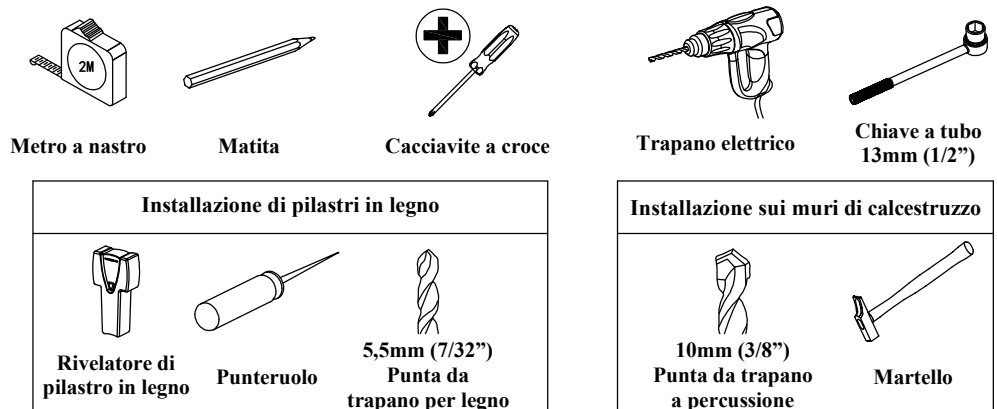 2M
Metro a nastro
Matita
Cacciavite a croce
Trapano elettrico
Chiave a tubo
13mm (1/2”)
Installazione di pilastri in legno
Rivelatore di
pilastro in legno
Punteruolo
5,5mm (7/32”)
Punta da
trapano per legno
Installazione sui muri di calcestruzzo
10mm (3/8”)
Punta da trapano
a percussione
Martello